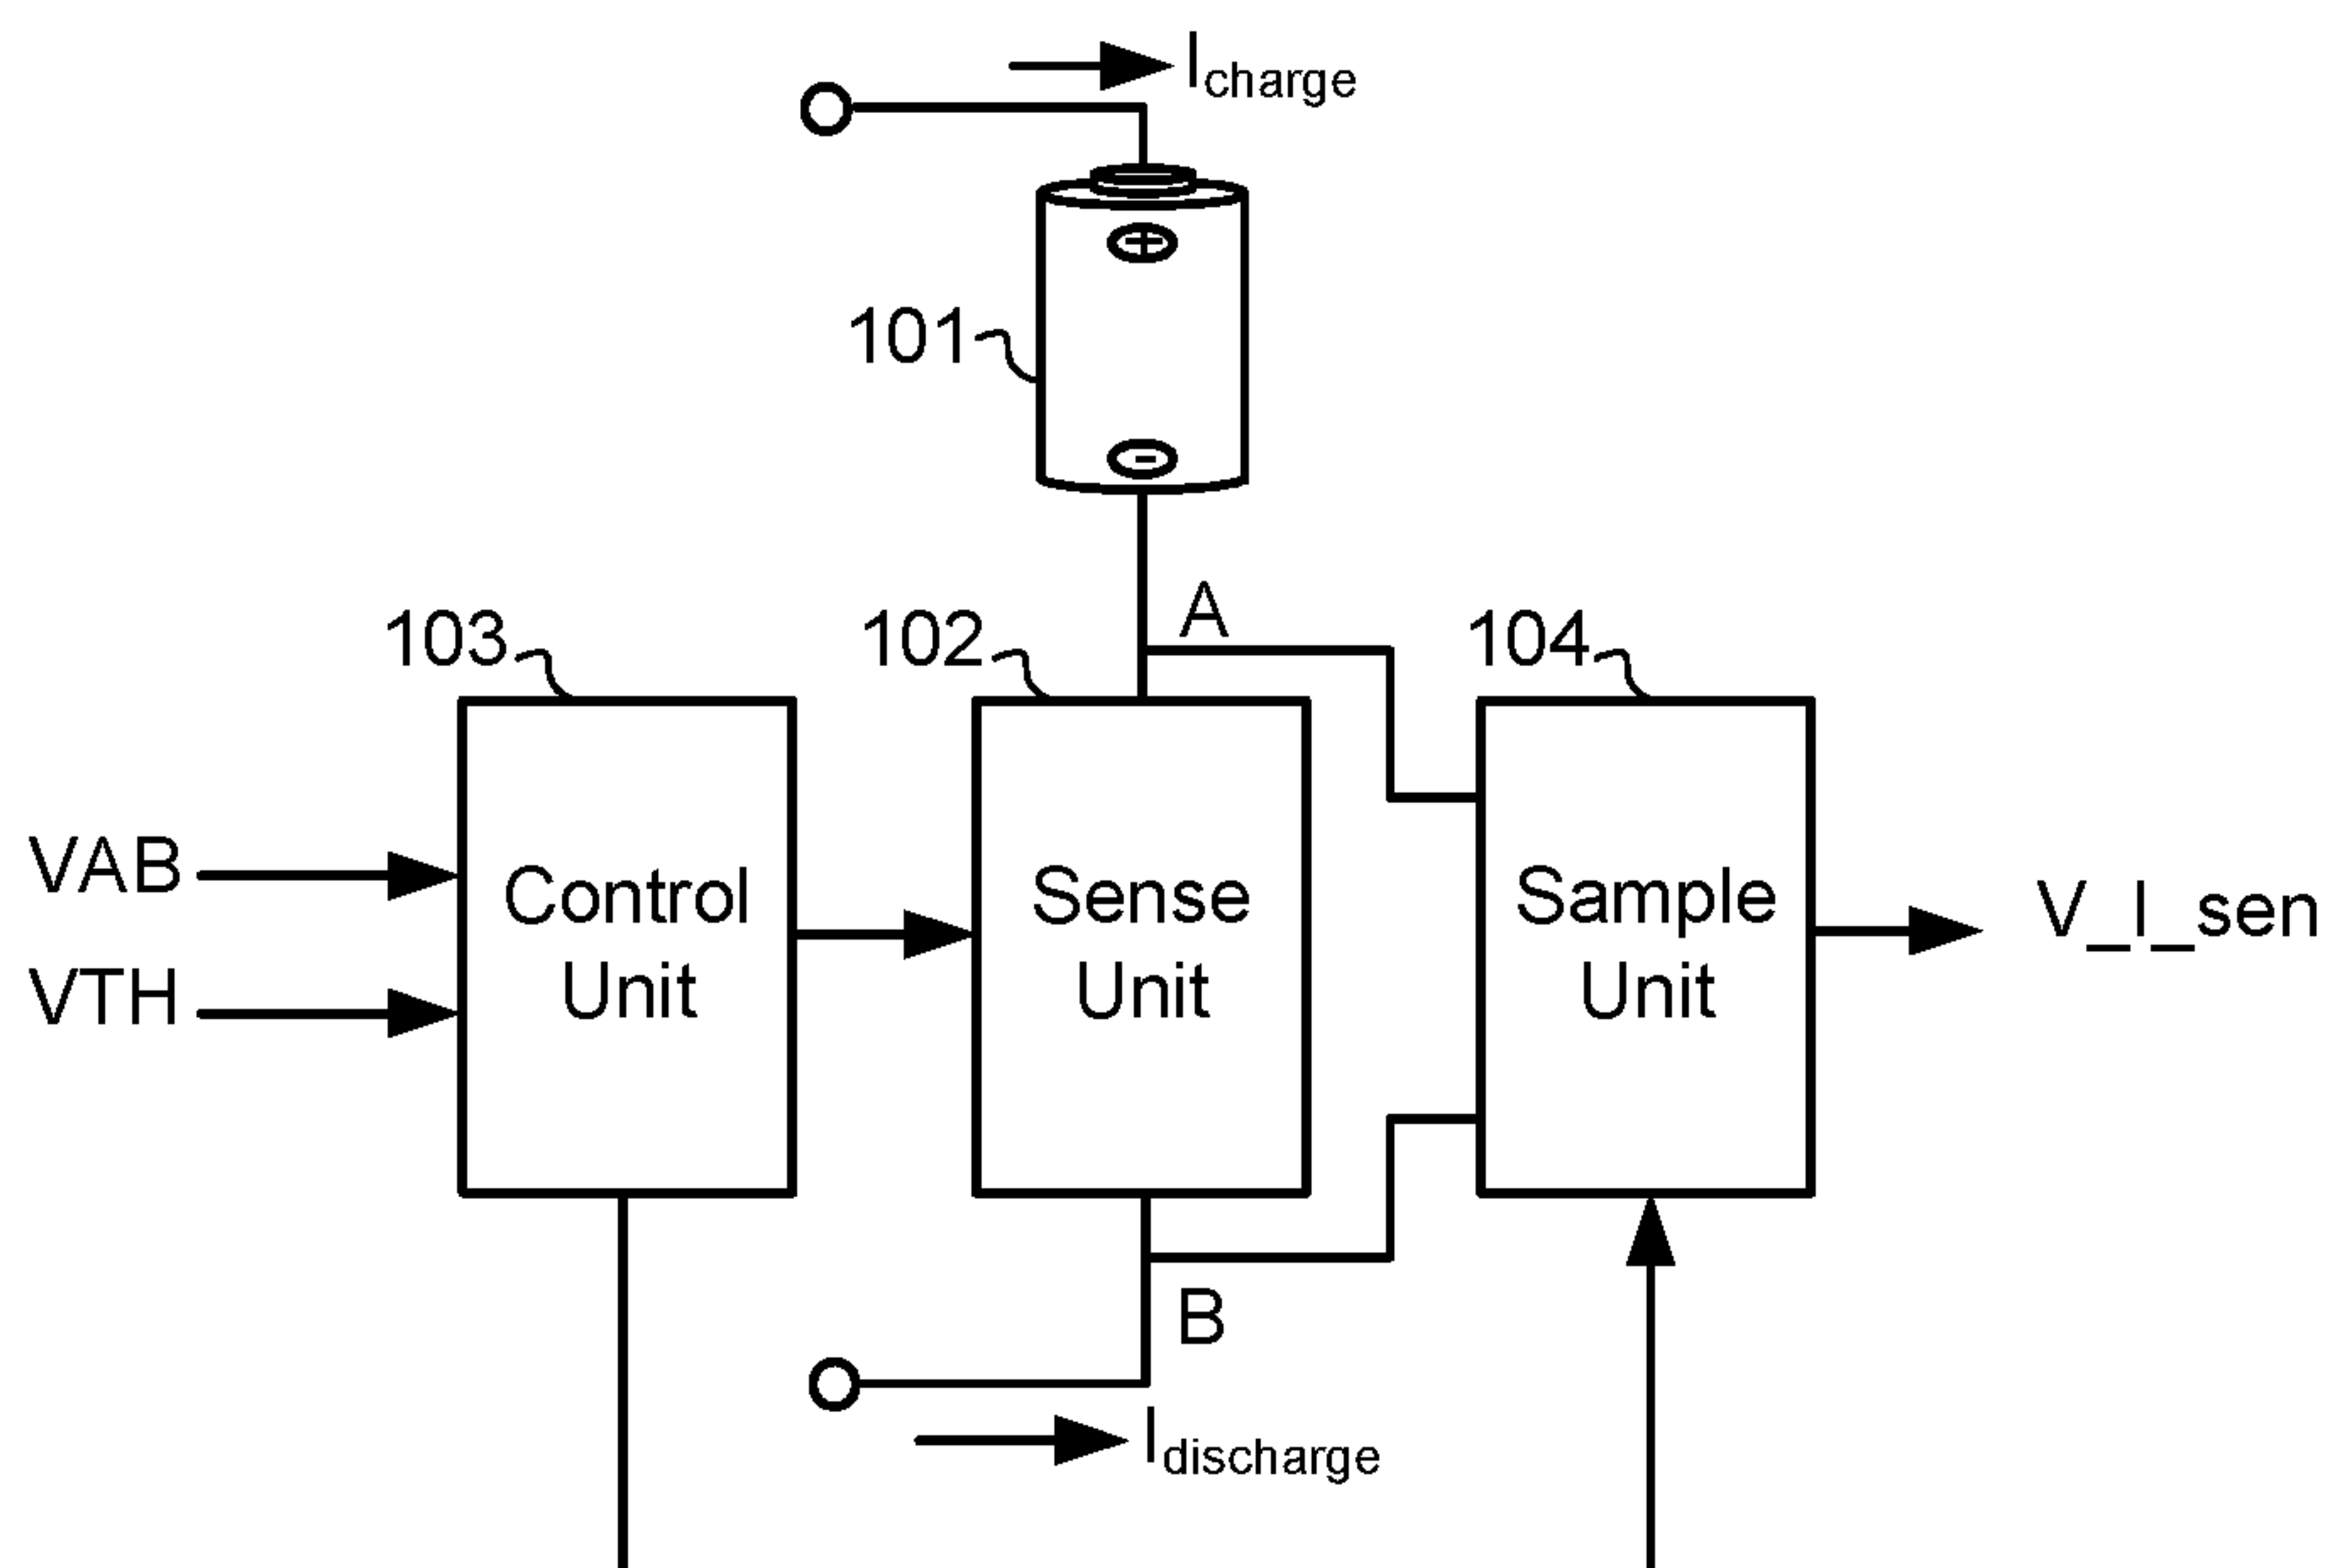 Icharge
+
101
-
A
103
102
104
VAB
VTH
Control
Unit
Sense
Unit
Sample
Unit
V_I_sen
B
Idischarge